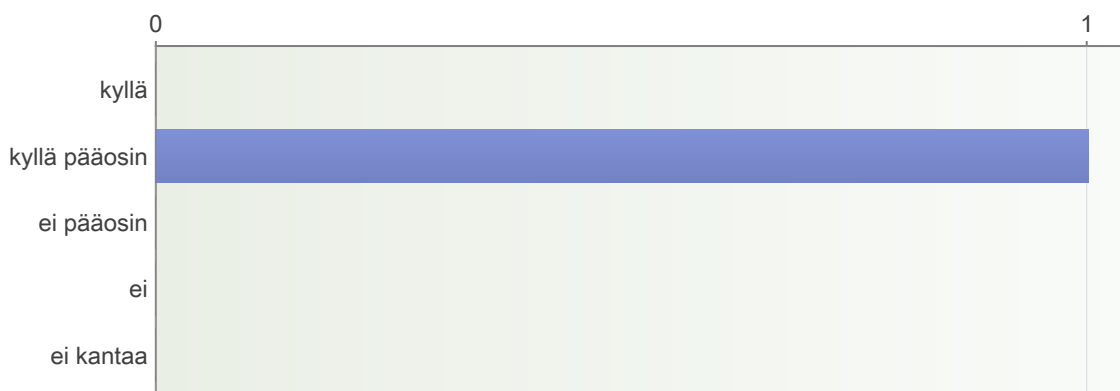 0 1
kyllä
kyllä pääosin
ei pääosin
ei
ei kantaa